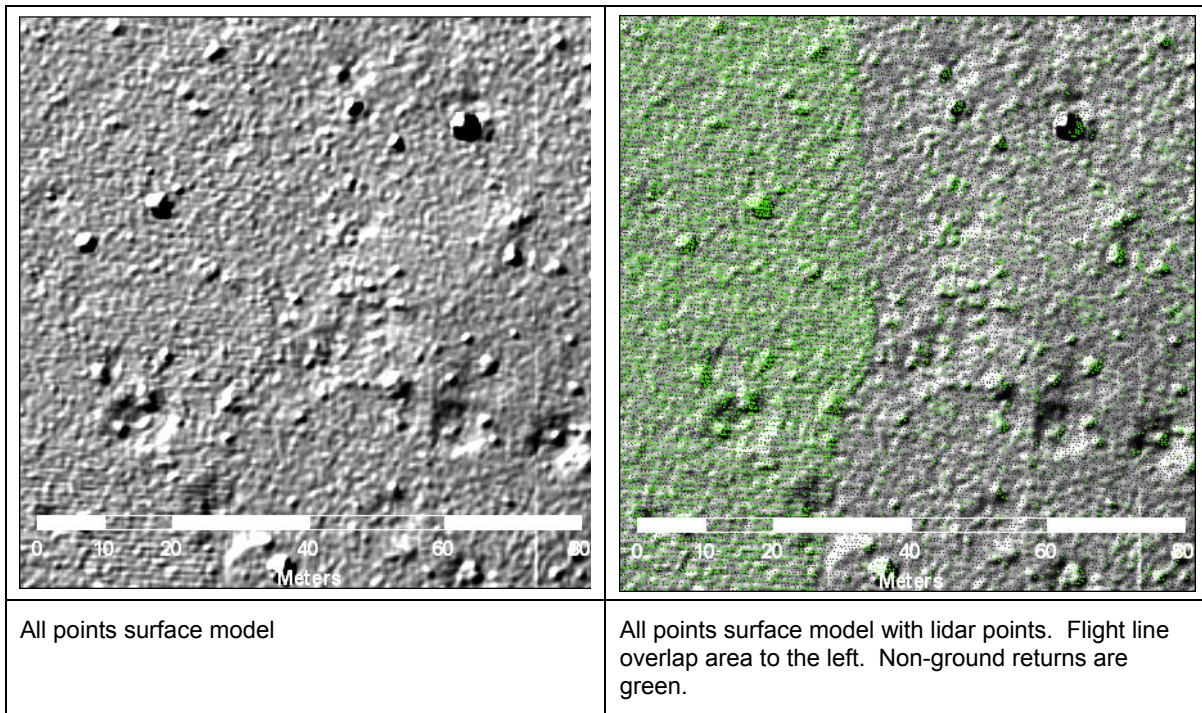 0 10 20 40 60 80
Meters
0 10 20 40 60 80
Meters
All points surface model
All points surface model with lidar points.  Flight line
overlap area to the left.  Non-ground returns are
green.